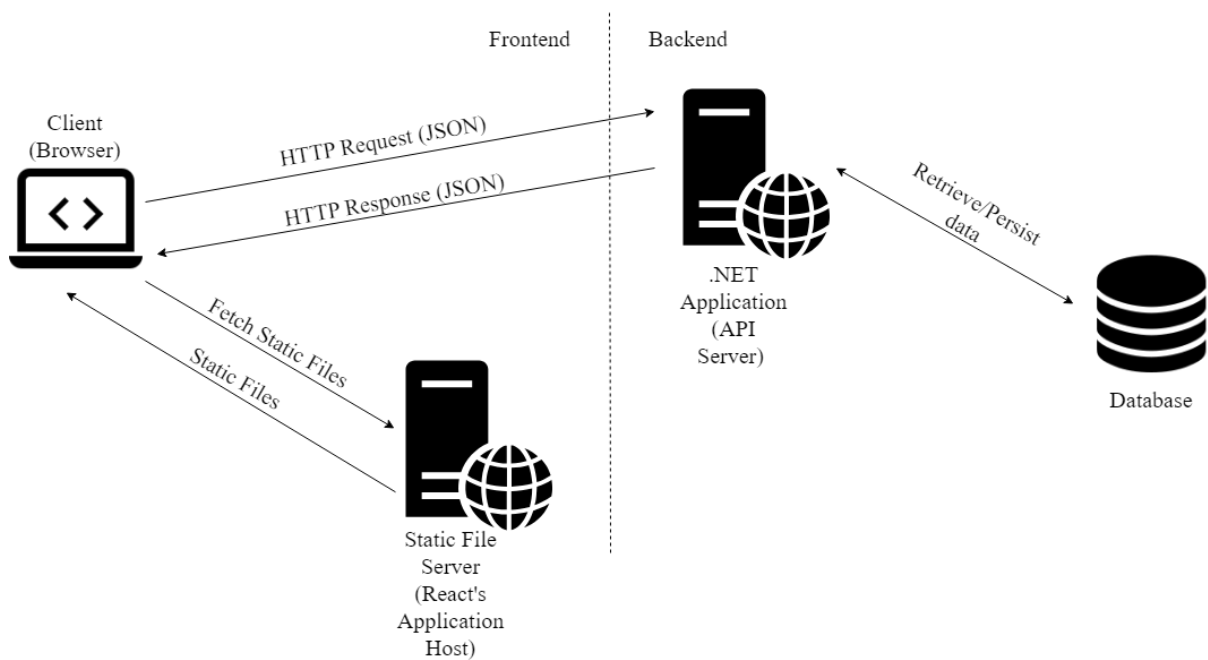 Frontend
Backend
Client
(Browser)
HTTP Request (JSON)
HTTP Response (JSON)
Retrieve/Persist
data
.NET
Application
(API
Server)
Database
Fetch Static Files
Static Files
Static File
Server
(React's
Application
Host)